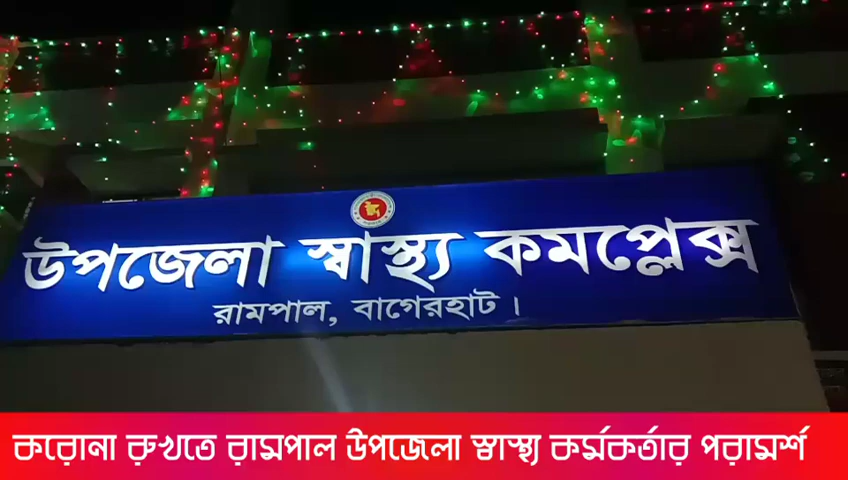 উপজেলা স্বাস্থ্য কমপ্লেক্স
রামপাল, বাগেরহাট।
করোনা রুখতে রামপাল উপজেলা স্বাস্থ্য কর্মকর্তার পরামর্শ